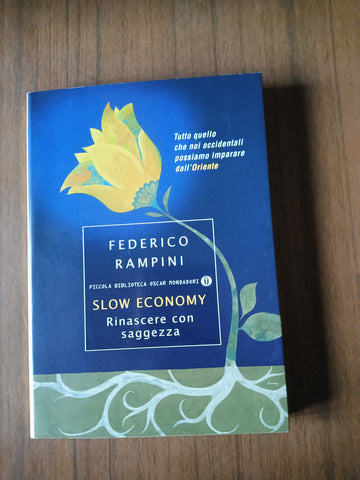 Tutto quello
che noi occidentali
possiamo imparare
dall'Oriente
FEDERICO
RAMPINI
PICCOLA BIBLIOTECA OSCAR MONDADORI
SLOW ECONOMY
Rinascere con
saggezza